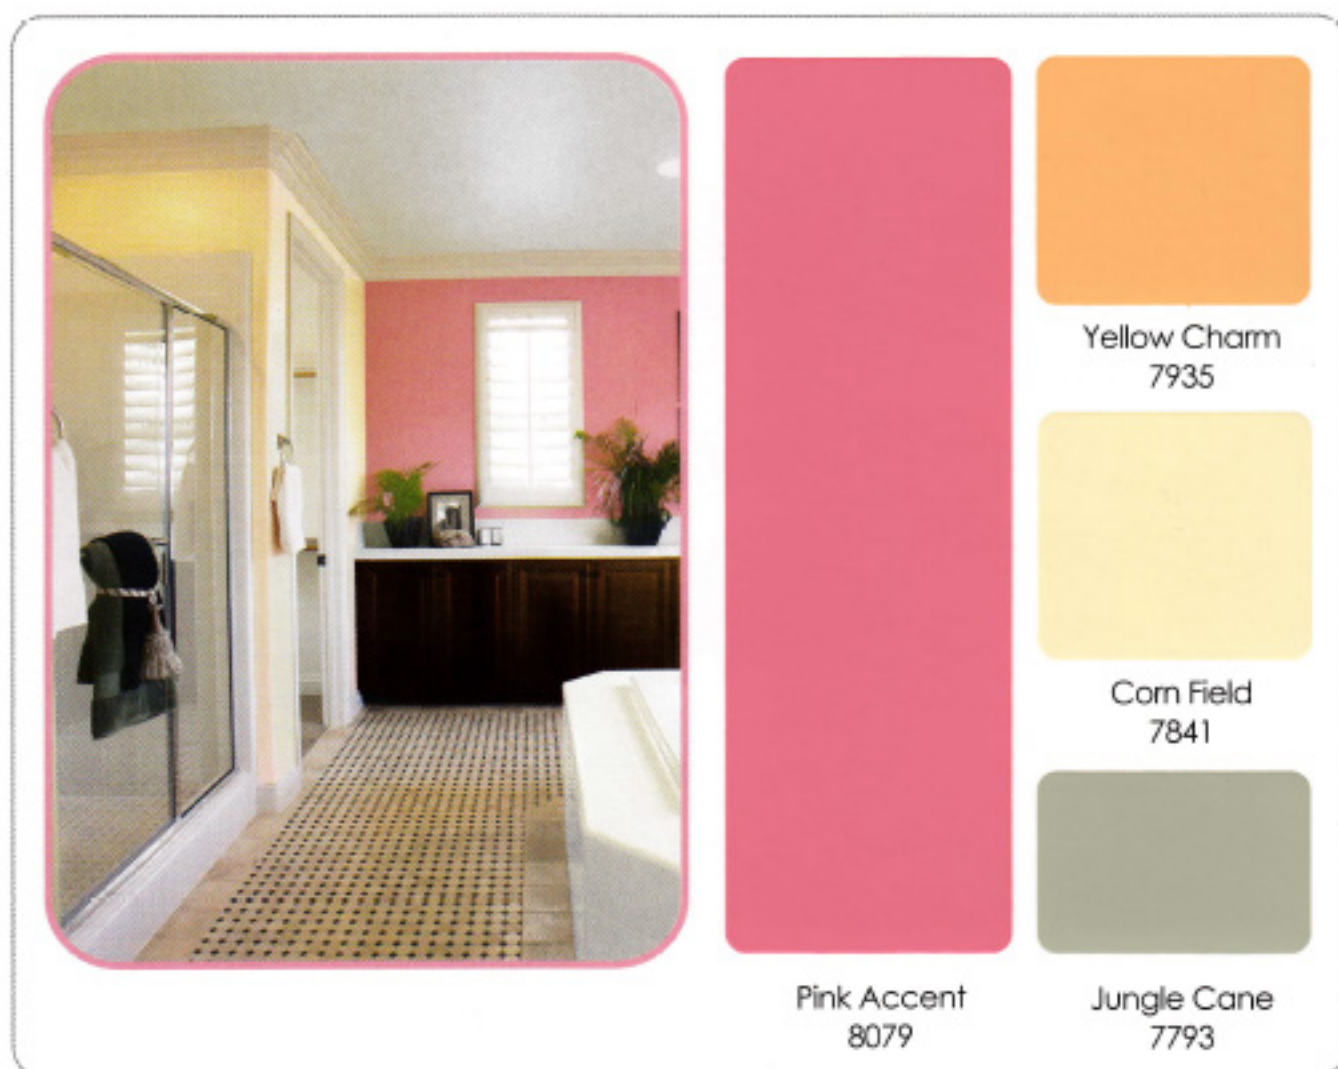 Yellow Charm
7935
Corn Field
7841
Pink Accent
8079
Jungle Cane
7793